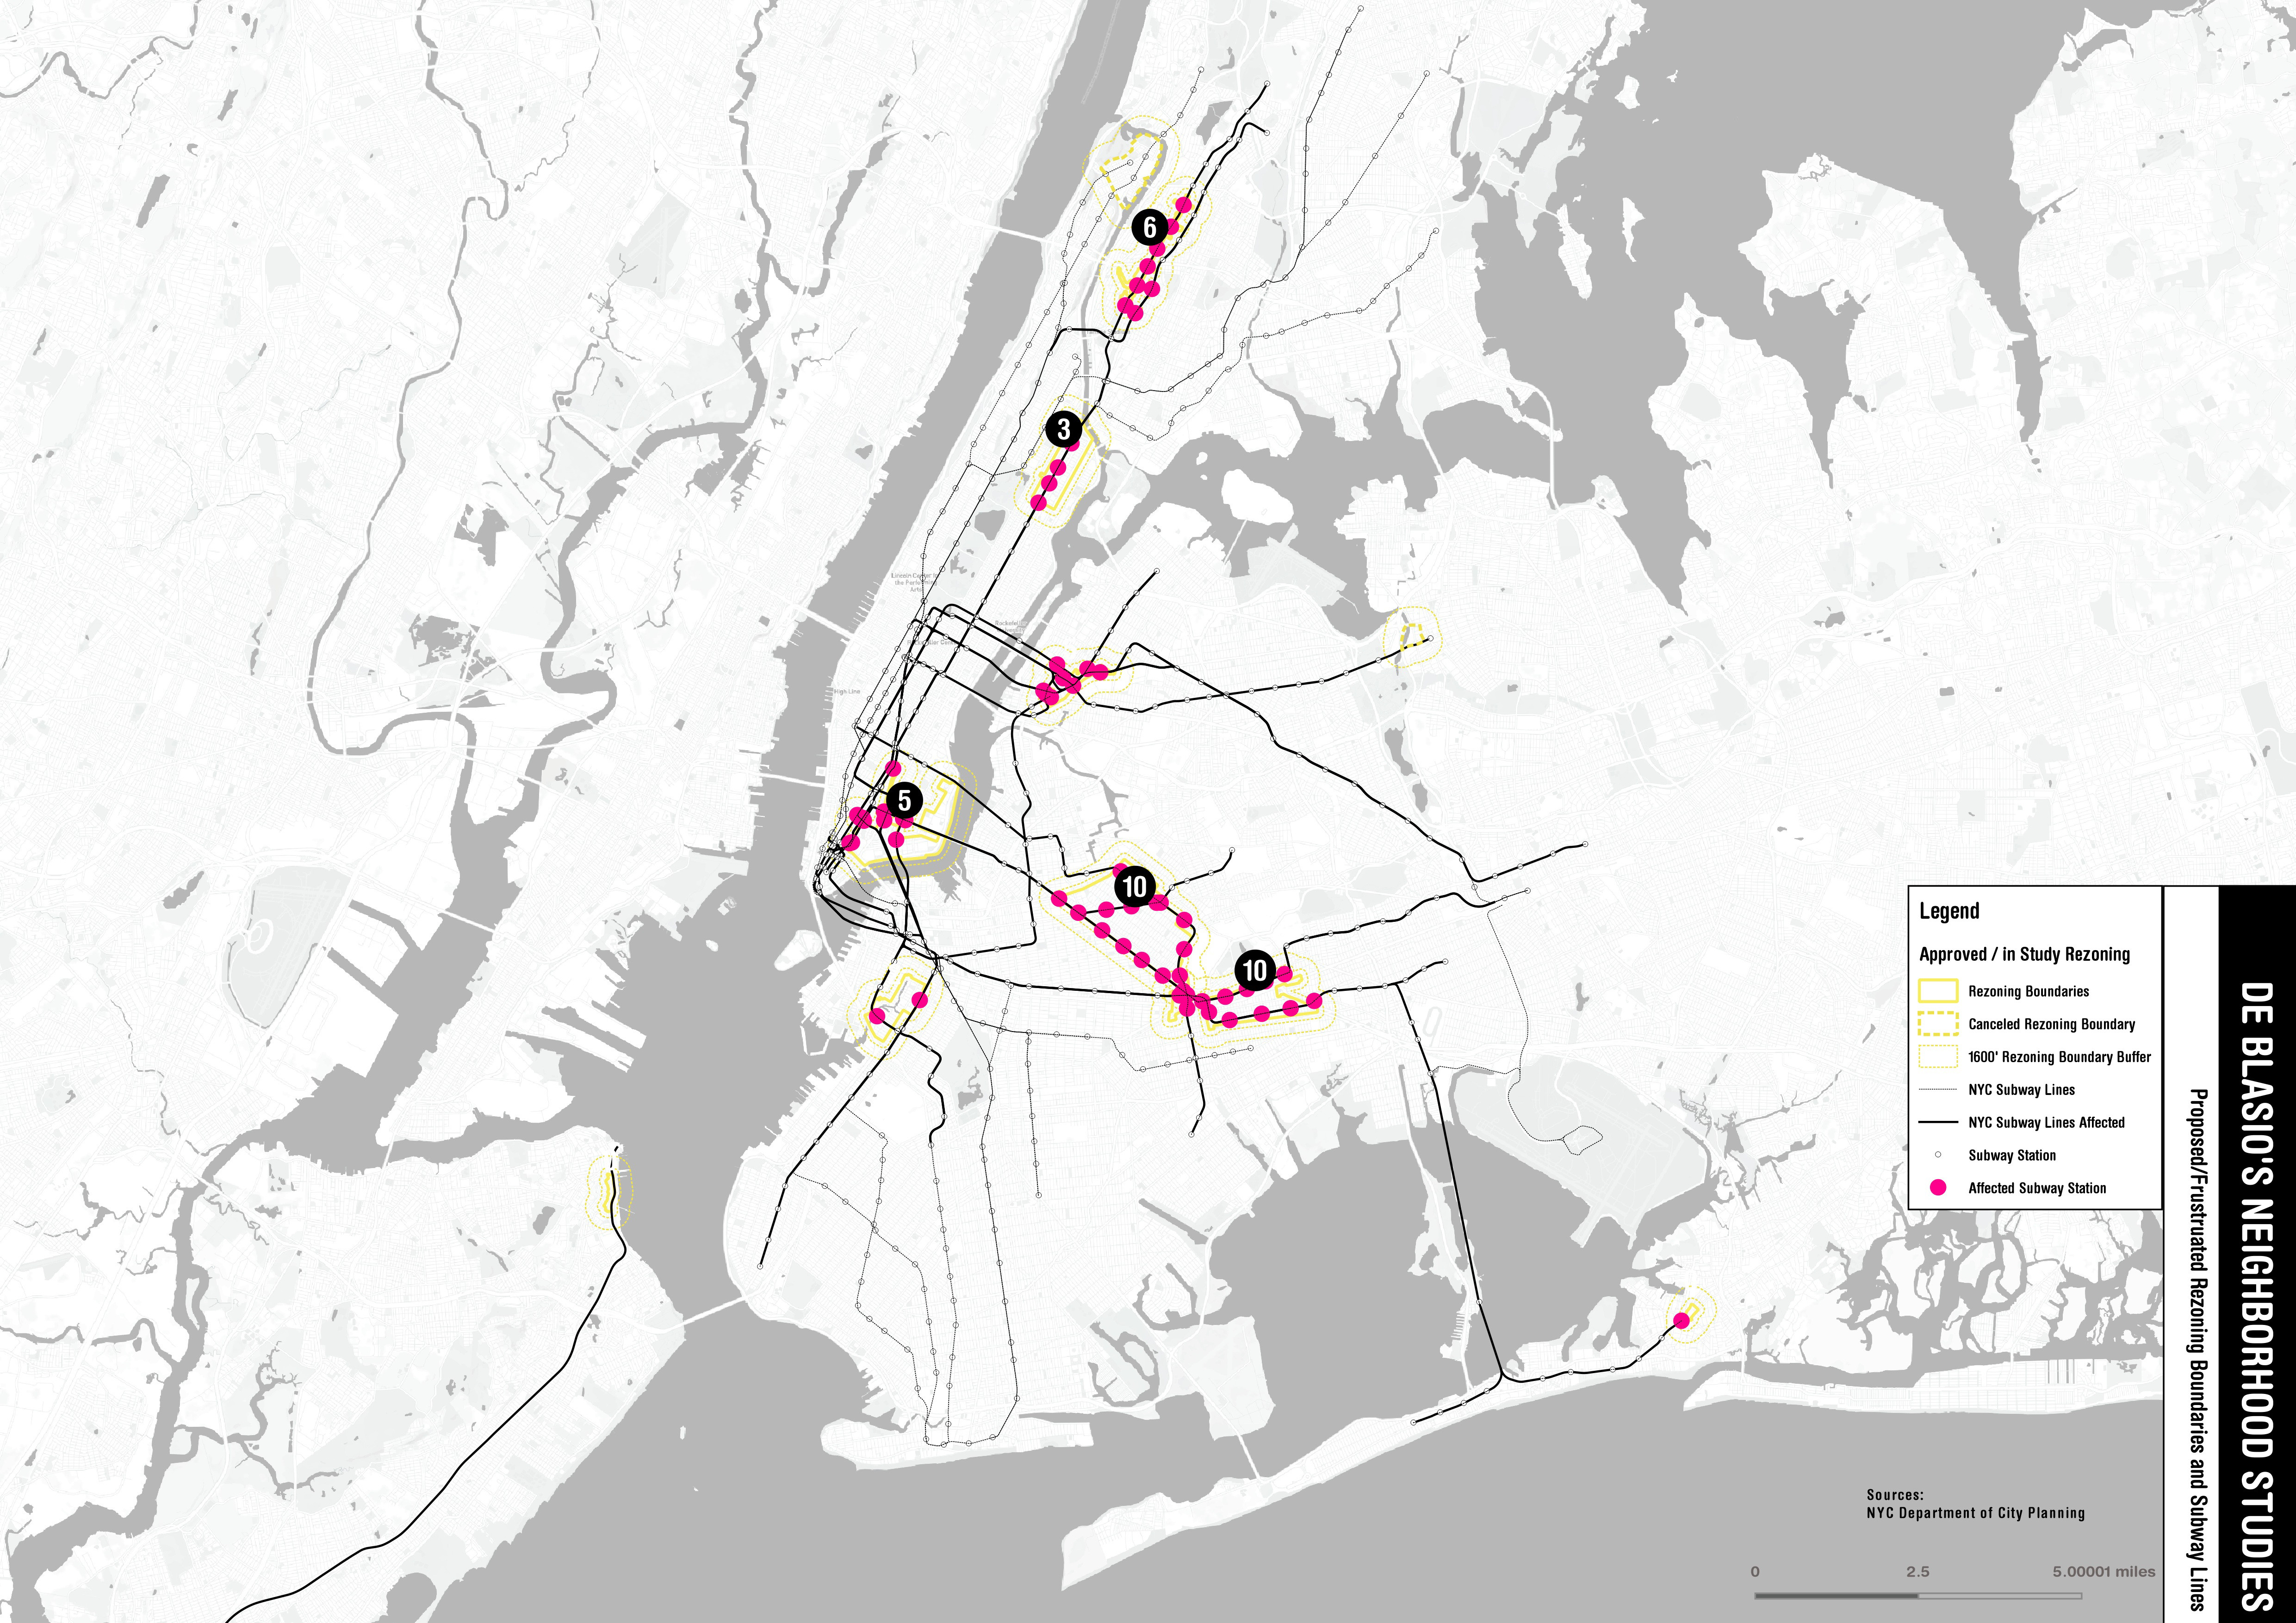 6
3
Lincoln Center
the Performing
Arts
High Line
5
10
10
Legend
Approved / in Study Rezoning
Rezoning Boundaries
Canceled Rezoning Boundary
1600' Rezoning Boundary Buffer
NYC Subway Lines
NYC Subway Lines Affected
Subway Station
Affected Subway Station
DE BLASIO'S NEIGHBORHOOD STUDIES
Proposed/Frustruated Rezoning Boundaries and Subway Lines
Sources:
NYC Department of City Planning
0 2.5 5.00001 miles